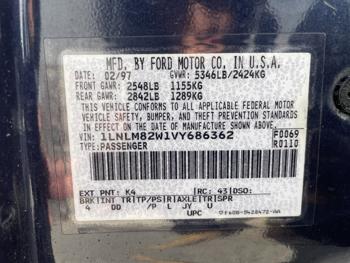 MFD. BY FORD MOTOR CO. IN U.S.A.
DATE: 02/97 GVWR: 5346LB/2424KG
FRONT GAWR: 2548LB 1155KG
REAR GAWR: 2842LB 1289KG
THIS VEHICLE CONFORMS TO ALL APPLICABLE FEDERAL MOTOR
VEHICLE SAFETY, BUMPER, AND THEFT PREVENTION STANDARDS
IN EFFECT ON THE DATE OF MANUFACTURE SHOWN ABOVE
VIN: 1LNLM82W1VY686362 F0069
TYPE: PASSENGER R0110
EXT PNT: K4 RC: 43 DSO:
BRK INT TR TP/PS R AXLE TR SPR
4 DD /P L JY U
UPC